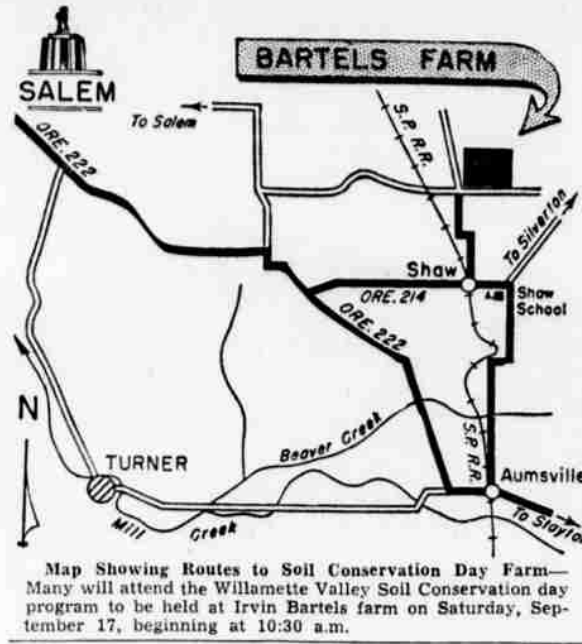 BARTELS FARM
SALEM
To Salem
S.P. R.R.
ORE. 222
To Silverton
Shaw
ORE. 214
Shaw
School
ORE. 222
N
S.P. R.R.
Beaver Creek
TURNER
Aumsville
Mill Creek
To Stayton
Map Showing Routes to Soil Conservation Day Farm—
Many will attend the Willamette Valley Soil Conservation day
program to be held at Irvin Bartels farm on Saturday, Sep-
tember 17, beginning at 10:30 a.m.